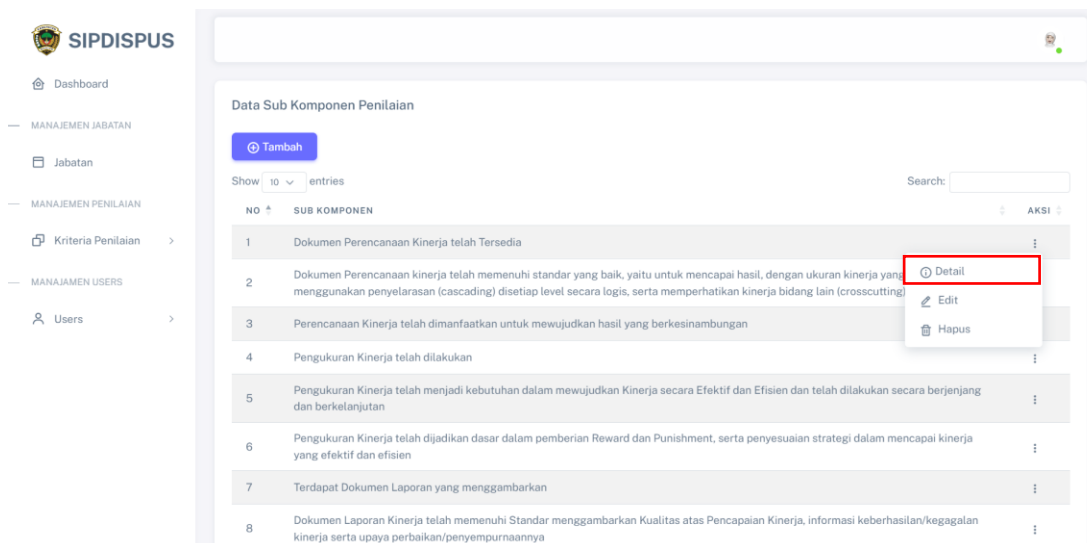 SIPDISPUS
Dashboard
MANAJEMEN JABATAN
Jabatan
MANAJEMEN PENILAIAN
Kriteria Penilaian
MANAJAMEN USERS
Users
Data Sub Komponen Penilaian
Tambah
Show 10 entries
Search:
NO SUB KOMPONEN AKSI
1 Dokumen Perencanaan Kinerja telah Tersedia
2 Dokumen Perencanaan kinerja telah memenuhi standar yang baik, yaitu untuk mencapai hasil, dengan ukuran kinerja yang
menggunakan penyelarasan (cascading) disetiap level secara logis, serta memperhatikan kinerja bidang lain (crosscutting)
Detail
Edit
Hapus
3 Perencanaan Kinerja telah dimanfaatkan untuk mewujudkan hasil yang berkesinambungan
4 Pengukuran Kinerja telah dilakukan
5 Pengukuran Kinerja telah menjadi kebutuhan dalam mewujudkan Kinerja secara Efektif dan Efisien dan telah dilakukan secara berjenjang
dan berkelanjutan
6 Pengukuran Kinerja telah dijadikan dasar dalam pemberian Reward dan Punishment, serta penyesuaian strategi dalam mencapai kinerja
yang efektif dan efisien
7 Terdapat Dokumen Laporan yang menggambarkan
8 Dokumen Laporan Kinerja telah memenuhi Standar menggambarkan Kualitas atas Pencapaian Kinerja, informasi keberhasilan/kegagalan
kinerja serta upaya perbaikan/penyempurnaannya